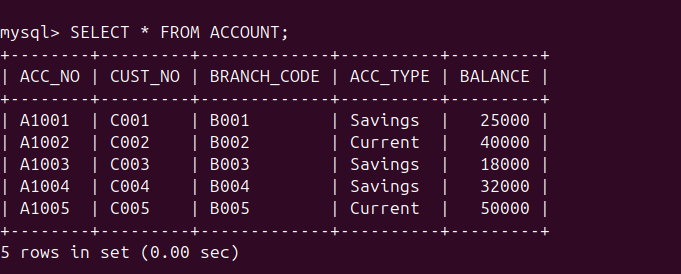 mysql> SELECT * FROM ACCOUNT;
+--------+---------+-------------+----------+---------+
| ACC_NO | CUST_NO | BRANCH_CODE | ACC_TYPE | BALANCE |
+--------+---------+-------------+----------+---------+
| A1001  | C001    | B001        | Savings  |   25000 |
| A1002  | C002    | B002        | Current  |   40000 |
| A1003  | C003    | B003        | Savings  |   18000 |
| A1004  | C004    | B004        | Savings  |   32000 |
| A1005  | C005    | B005        | Current  |   50000 |
+--------+---------+-------------+----------+---------+
5 rows in set (0.00 sec)